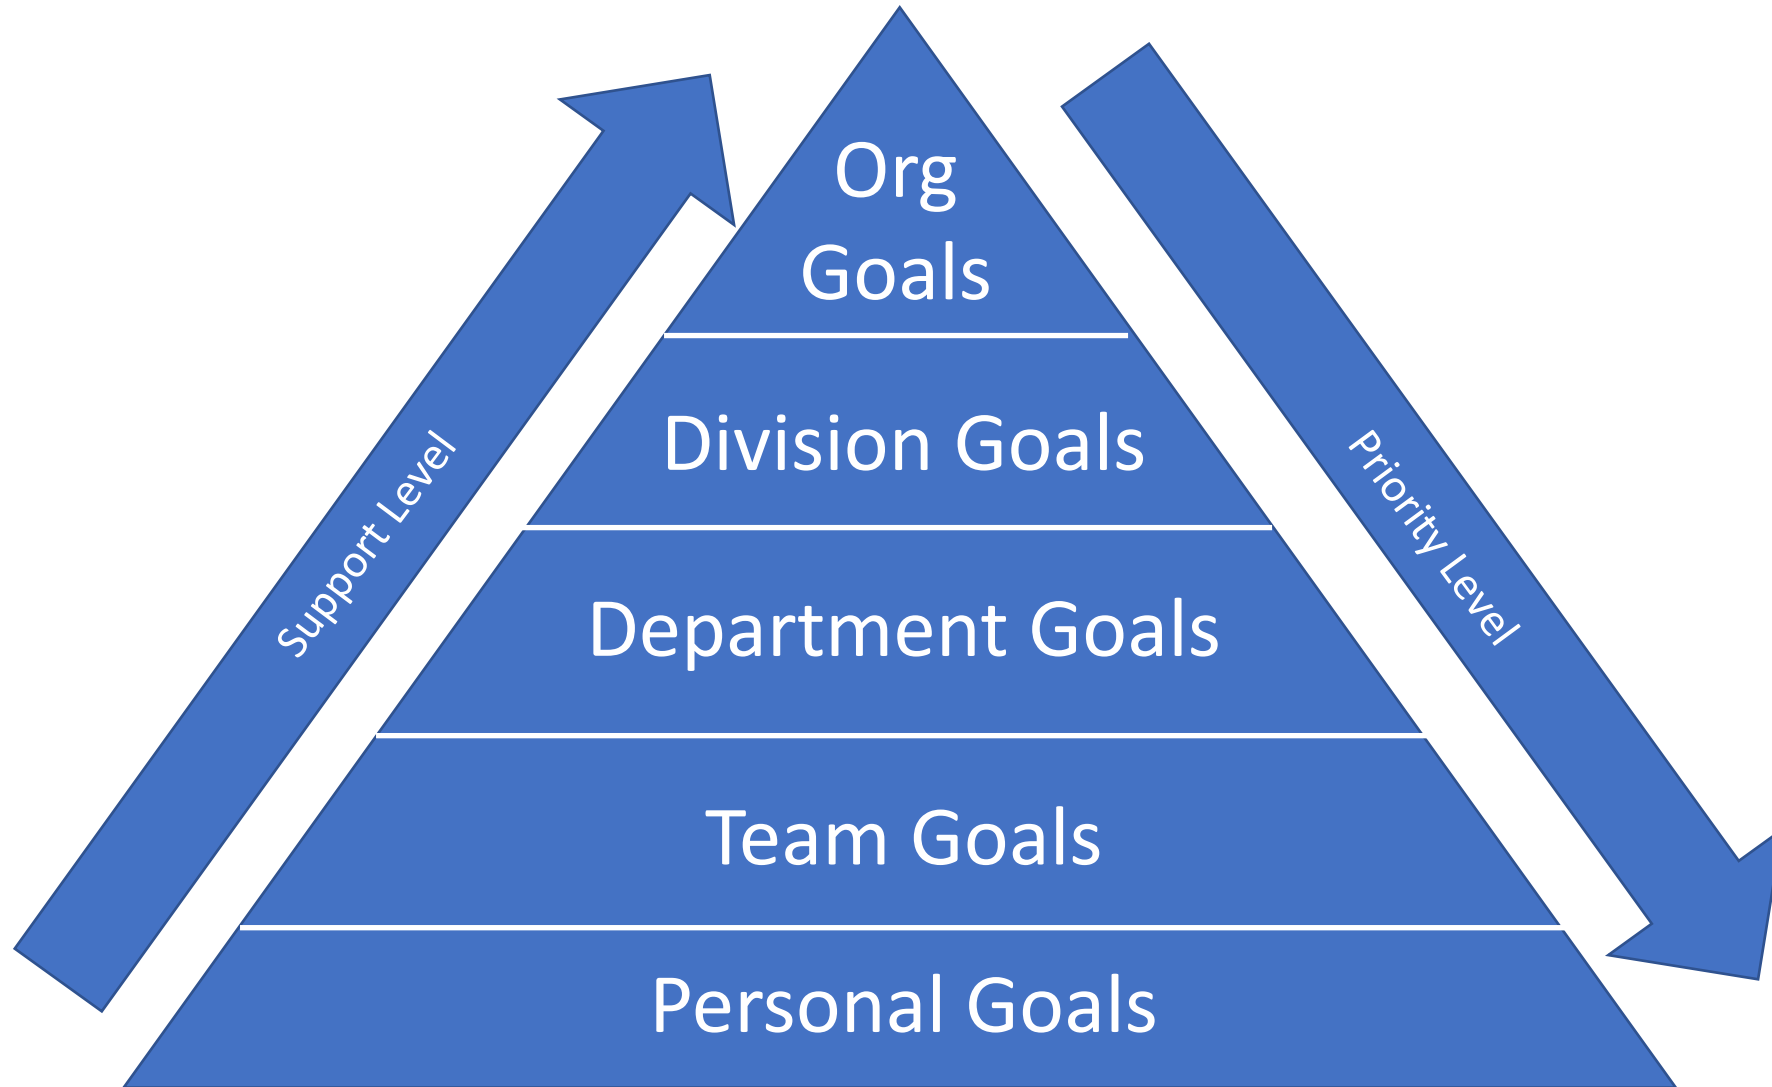 Org
Goals
Division Goals
Department Goals
Team Goals
Personal Goals
Support Level
Priority Level